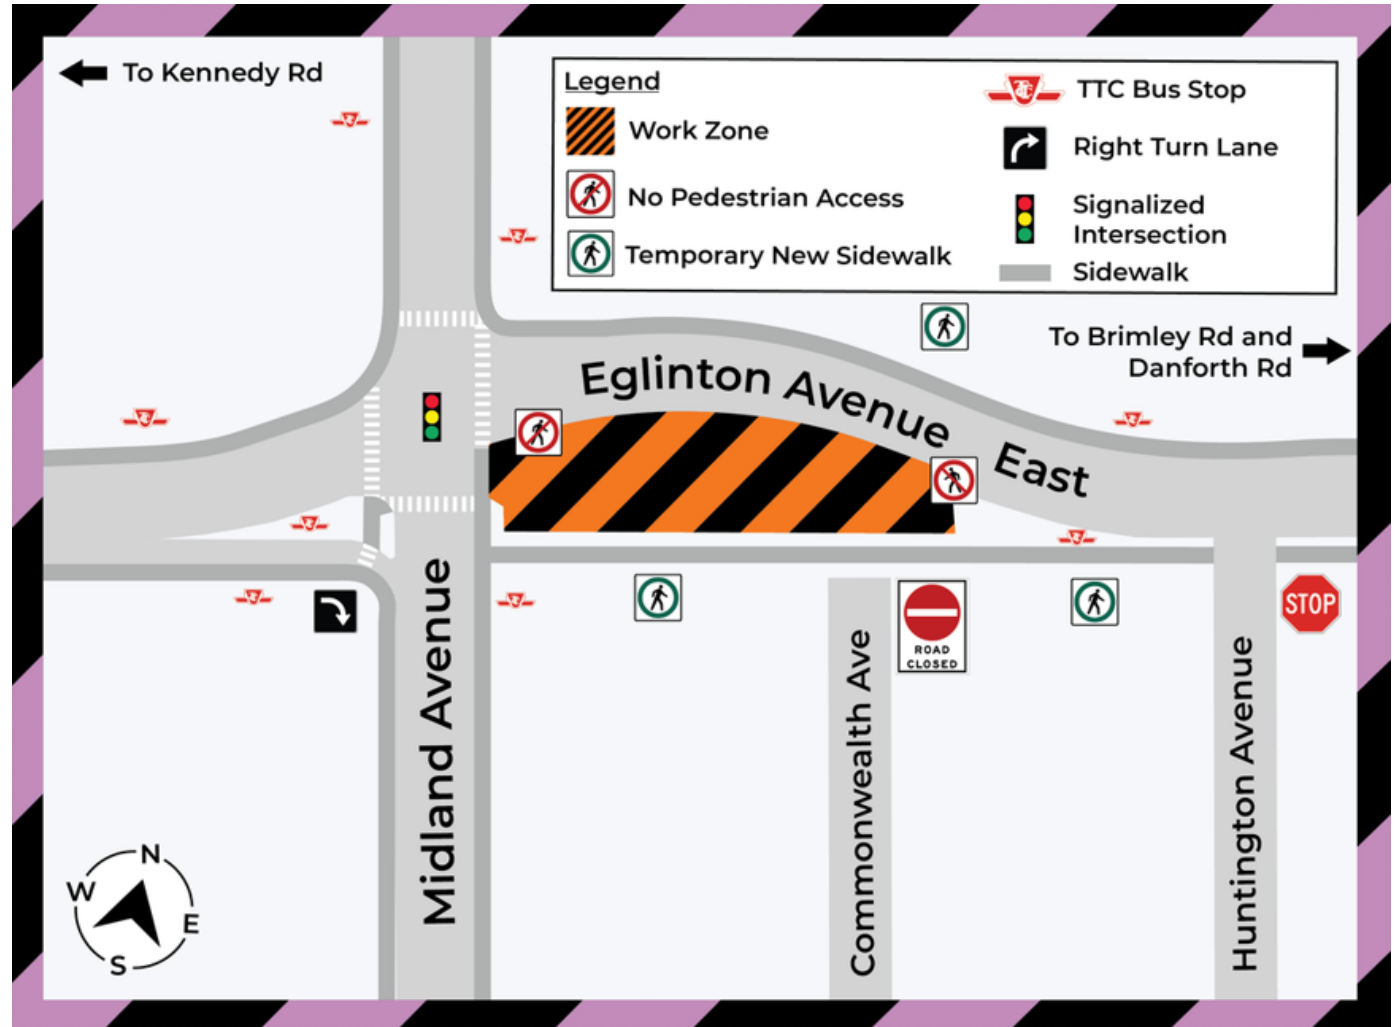 To Kennedy Rd
Legend
Work Zone
No Pedestrian Access
Temporary New Sidewalk
TTC Bus Stop
Right Turn Lane
Signalized
Intersection
Sidewalk
To Brimley Rd and
Danforth Rd
Eglinton Avenue East
Midland Avenue
Commonwealth Ave
ROAD
CLOSED
Huntington Avenue
STOP
N
W
E
S